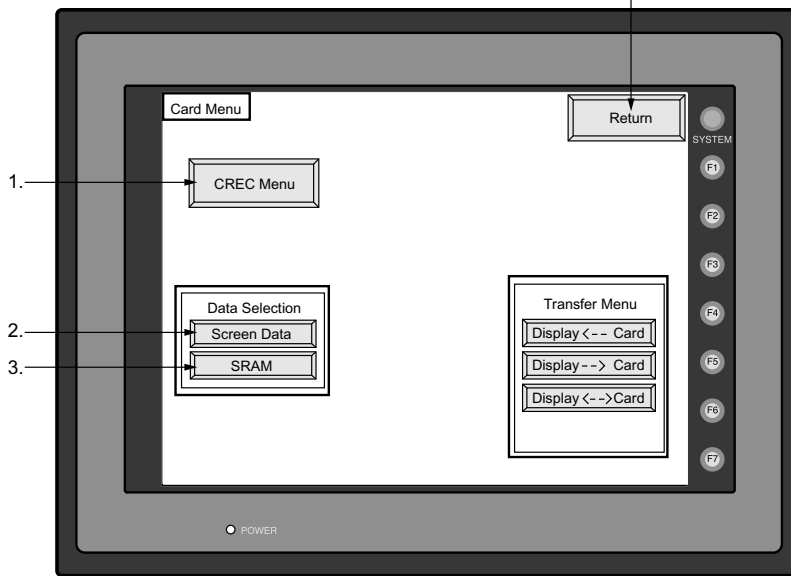 Card Menu
Return
SYSTEM
1.
CREC Menu
F1
F2
F3
Data Selection
Transfer Menu
F4
2.
Screen Data
Display <-- Card
3.
SRAM
Display --> Card
F5
Display <-->Card
F6
F7
POWER